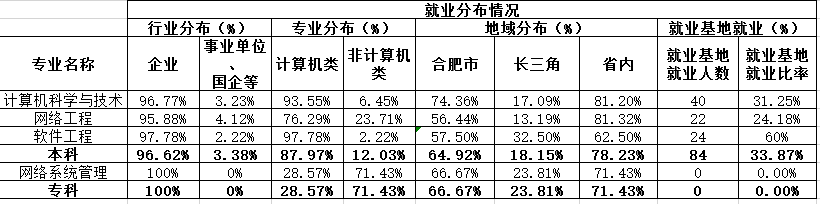 就业分布情况
行业分布（%） 专业分布（%） 地域分布（%） 就业基地就业（%）
专业名称 企业 事业单位、国企等 计算机类 非计算机类 合肥市 长三角 省内 就业基地就业人数 就业基地就业比率
计算机科学与技术 96.77% 3.23% 93.55% 6.45% 74.36% 17.09% 81.20% 40 31.25%
网络工程 95.88% 4.12% 76.29% 23.71% 56.44% 13.19% 81.32% 22 24.18%
软件工程 97.78% 2.22% 97.78% 2.22% 57.50% 32.50% 62.50% 24 60%
本科 96.62% 3.38% 87.97% 12.03% 64.92% 18.15% 78.23% 84 33.87%
网络系统管理 100% 0% 28.57% 71.43% 66.67% 23.81% 71.43% 0 0.00%
专科 100% 0% 28.57% 71.43% 66.67% 23.81% 71.43% 0 0.00%